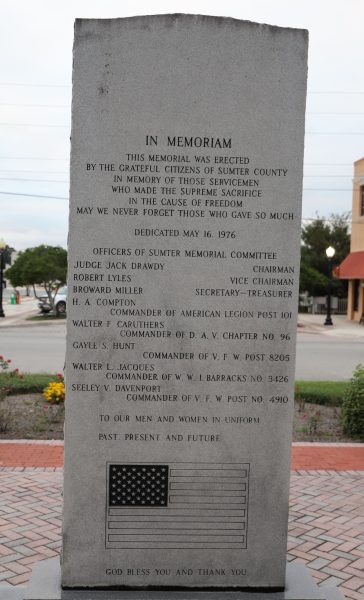 IN MEMORIAM
THIS MEMORIAL WAS ERECTED
BY THE GRATEFUL CITIZENS OF SUMTER COUNTY
IN MEMORY OF THOSE SERVICEMEN
WHO MADE THE SUPREME SACRIFICE
IN THE CAUSE OF FREEDOM
MAY WE NEVER FORGET THOSE WHO GAVE SO MUCH
DEDICATED MAY 16, 1976
OFFICERS OF SUMTER MEMORIAL COMMITTEE
JUDGE JACK DRAWDY CHAIRMAN
ROBERT LYLES VICE CHAIRMAN
BROWARD MILLER SECRETARY-TREASURER
H. A. COMPTON
COMMANDER OF AMERICAN LEGION POST 101
WALTER F. CARUTHERS
COMMANDER OF D. A. V. CHAPTER NO. 96
GAYLE S. HUNT
COMMANDER OF V. F. W. POST 8205
WALTER L. JACQUES
COMMANDER OF W. W. I. BARRACKS NO. 3426
SEELEY V. DAVENPORT
COMMANDER OF V. F. W. POST NO. 4910
TO OUR MEN AND WOMEN IN UNIFORM
PAST PRESENT AND FUTURE
GOD BLESS YOU AND THANK YOU